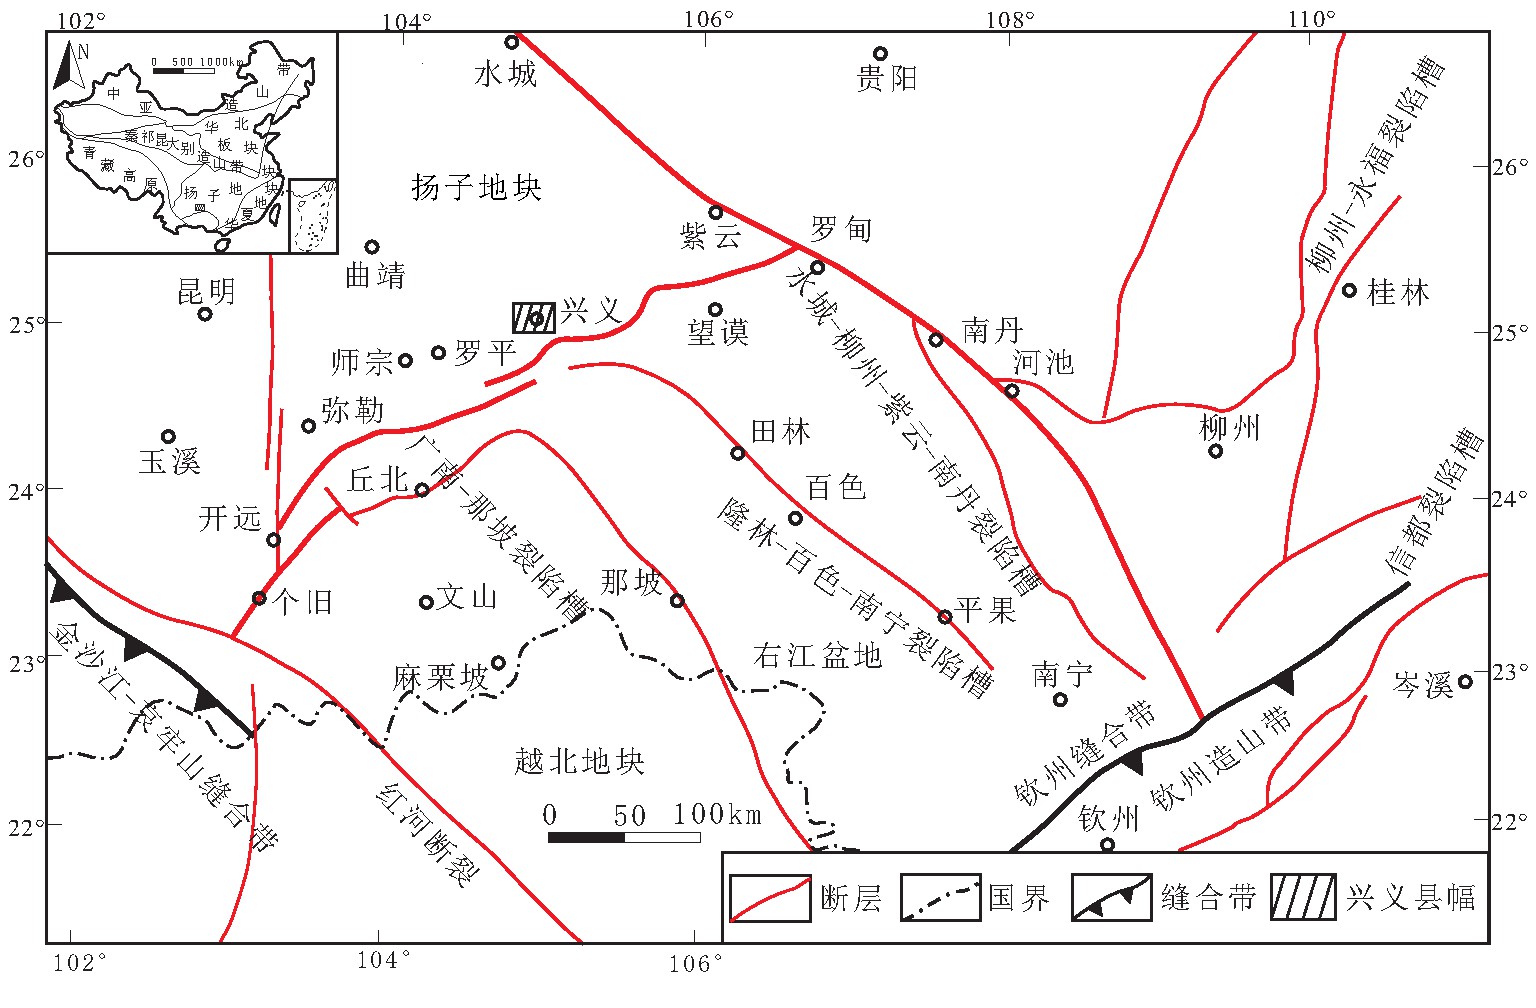 102°
104°
106°
108°
110°
N
0 500 1000km
中 亚 造 山 带
华 北 板 块
秦祁昆大别造山带
青藏高原
扬子地块
华夏地块
26°
25°
24°
23°
22°
26°
25°
24°
23°
22°
水城
贵阳
扬子地块
紫云
罗甸
曲靖
昆明
兴义
望谟
南丹
桂林
师宗
罗平
河池
弥勒
田林
柳州
玉溪
丘北
百色
开远
个旧
文山
那坡
平果
麻栗坡
右江盆地
南宁
岑溪
越北地块
钦州
柳州-永福裂陷槽
水城-柳州-紫云-南丹裂陷槽
信都裂陷槽
广南-那坡裂陷槽
隆林-百色-南宁裂陷槽
金沙江-哀牢山缝合带
红河断裂
钦州缝合带
钦州造山带
0 50 100km
断层
国界
缝合带
兴义县幅
102°
104°
106°